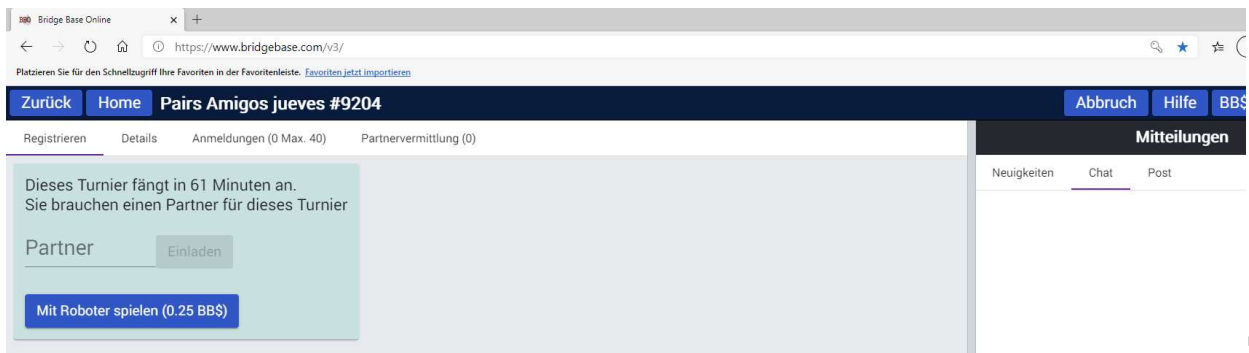 BBO Bridge Base Online
https://www.bridgebase.com/v3/
Platzieren Sie für den Schnellzugriff Ihre Favoriten in der Favoritenleiste. Favoriten jetzt importieren
Zurück Home Pairs Amigos jueves #9204 Abbruch Hilfe BB$
Registrieren Details Anmeldungen (0 Max. 40) Partnervermittlung (0)
Mitteilungen
Neuigkeiten Chat Post
Dieses Turnier fängt in 61 Minuten an.
Sie brauchen einen Partner für dieses Turnier
Partner Einladen
Mit Roboter spielen (0.25 BB$)